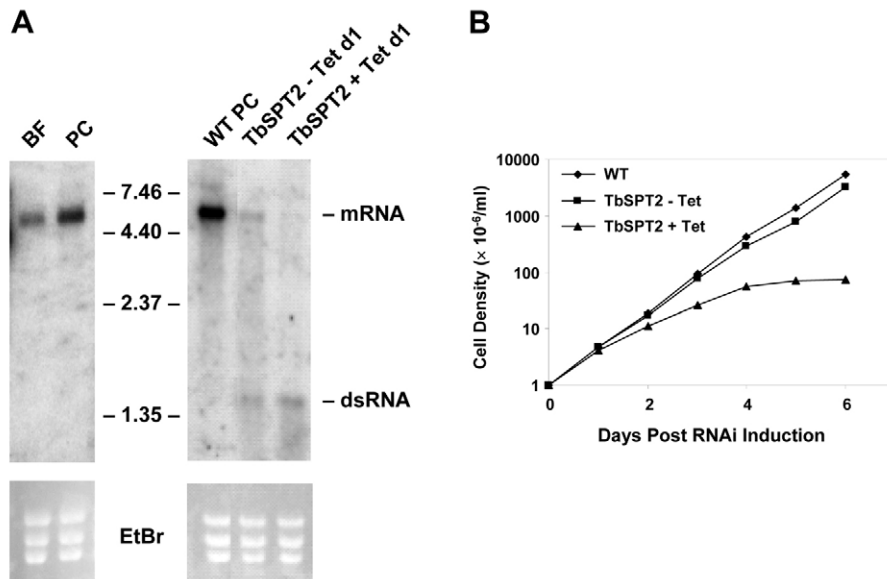 A
BF
PC
WT PC
TbSPT2 - Tet d1
TbSPT2 + Tet d1
– 7.46 –
– 4.40 –
– 2.37 –
– 1.35 –
– mRNA
– dsRNA
EtBr
B
10000
1000
100
10
1
0
2
4
6
WT
TbSPT2 - Tet
TbSPT2 + Tet
Cell Density (× 10⁻⁶/ml)
Days Post RNAi Induction